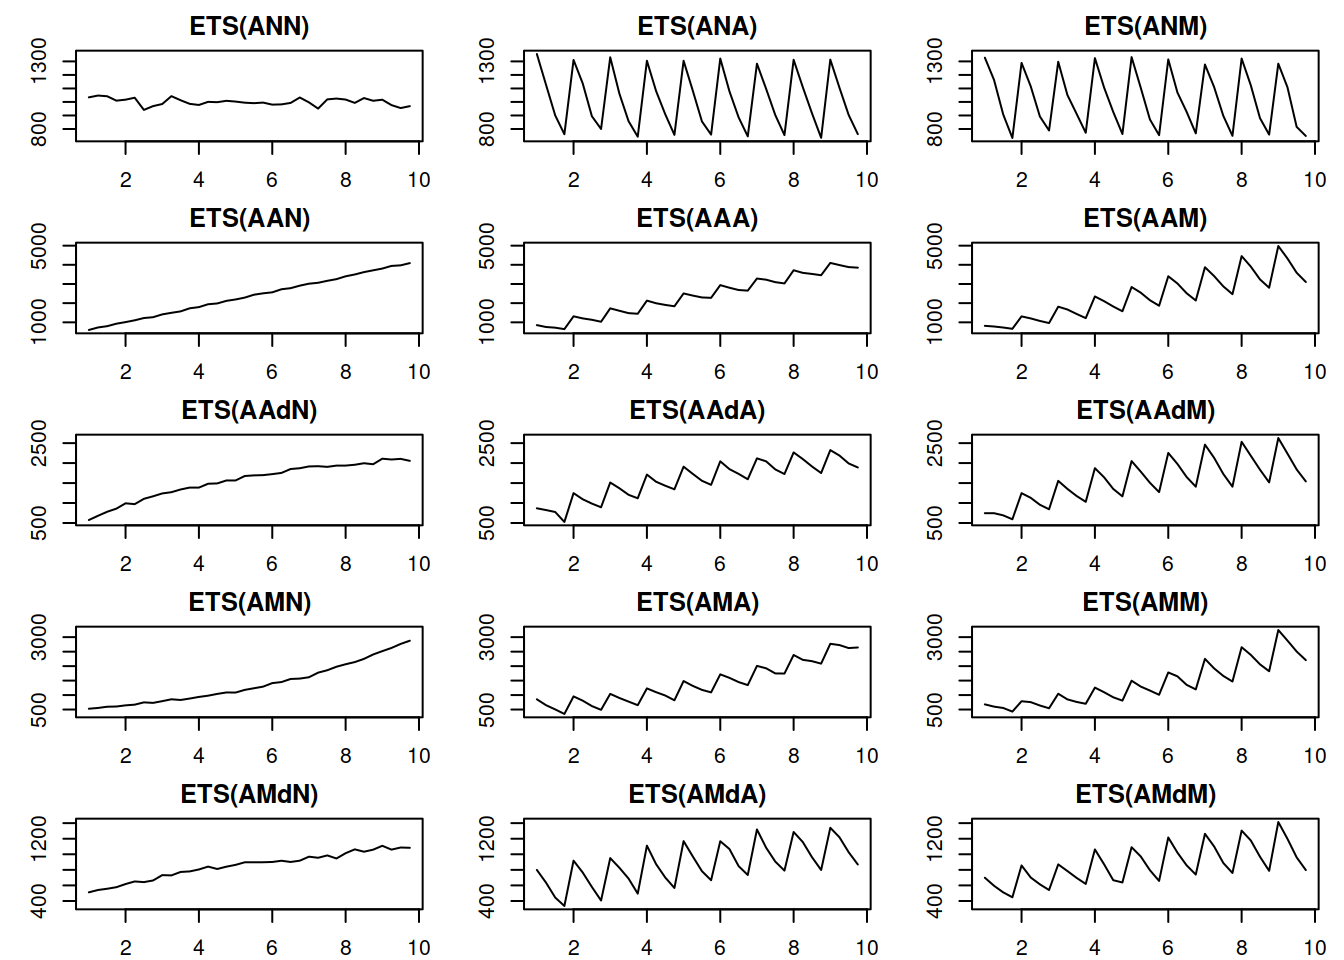 ETS(ANN) ETS(ANA) ETS(ANM)
1300 1300 1300
800 800 800
2 4 6 8 10 2 4 6 8 10 2 4 6 8 10
ETS(AAN) ETS(AAA) ETS(AAM)
5000 5000 5000
1000 1000 1000
2 4 6 8 10 2 4 6 8 10 2 4 6 8 10
ETS(AAdN) ETS(AAdA) ETS(AAdM)
2500 2500 2500
500 500 500
2 4 6 8 10 2 4 6 8 10 2 4 6 8 10
ETS(AMN) ETS(AMA) ETS(AMM)
3000 3000 3000
500 500 500
2 4 6 8 10 2 4 6 8 10 2 4 6 8 10
ETS(AMdN) ETS(AMdA) ETS(AMdM)
1200 1200 1200
400 400 400
2 4 6 8 10 2 4 6 8 10 2 4 6 8 10